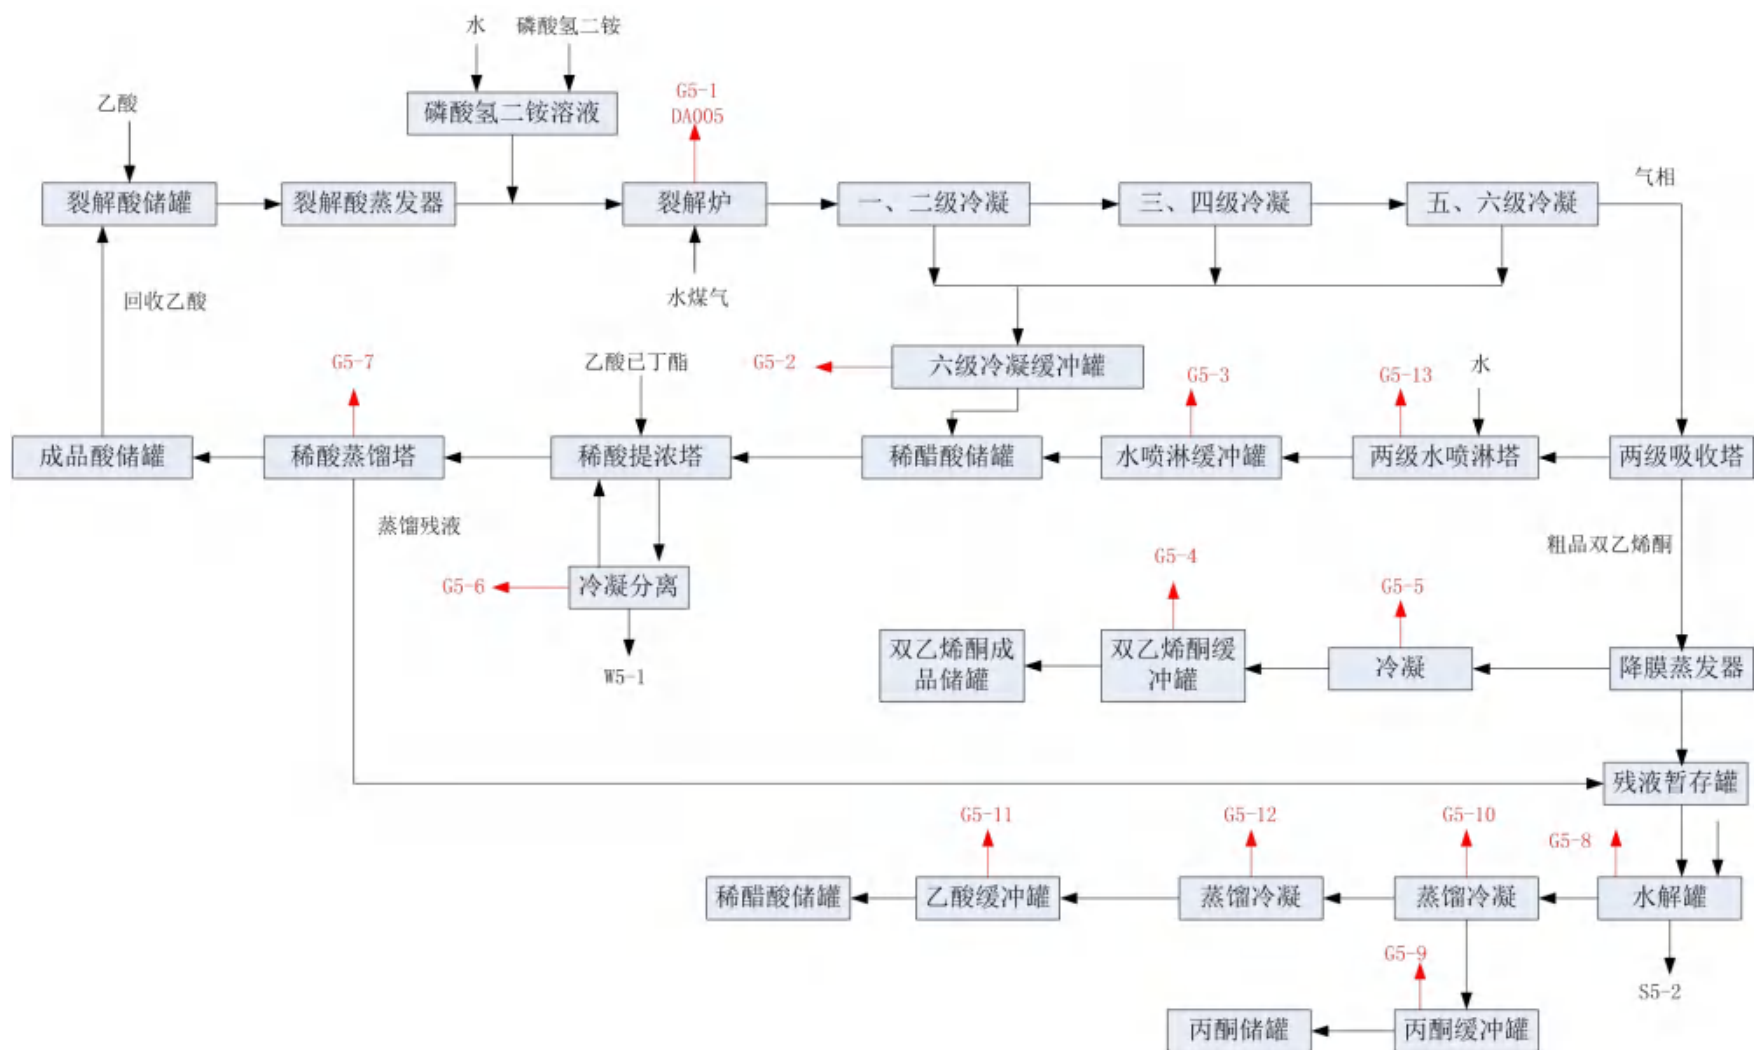 水
磷酸氢二铵
乙酸
磷酸氢二铵溶液
G5-1
DA005
裂解酸储罐
裂解酸蒸发器
裂解炉
一、二级冷凝
三、四级冷凝
五、六级冷凝
气相
回收乙酸
水煤气
G5-7
乙酸已丁酯
G5-2
六级冷凝缓冲罐
G5-3
G5-13
水
成品酸储罐
稀酸蒸馏塔
稀酸提浓塔
稀醋酸储罐
水喷淋缓冲罐
两级水喷淋塔
两级吸收塔
蒸馏残液
粗品双乙烯酮
G5-6
冷凝分离
W5-1
G5-4
G5-5
双乙烯酮成
品储罐
双乙烯酮缓
冲罐
冷凝
降膜蒸发器
残液暂存罐
G5-11
G5-12
G5-10
G5-8
稀醋酸储罐
乙酸缓冲罐
蒸馏冷凝
蒸馏冷凝
水解罐
G5-9
S5-2
丙酮储罐
丙酮缓冲罐